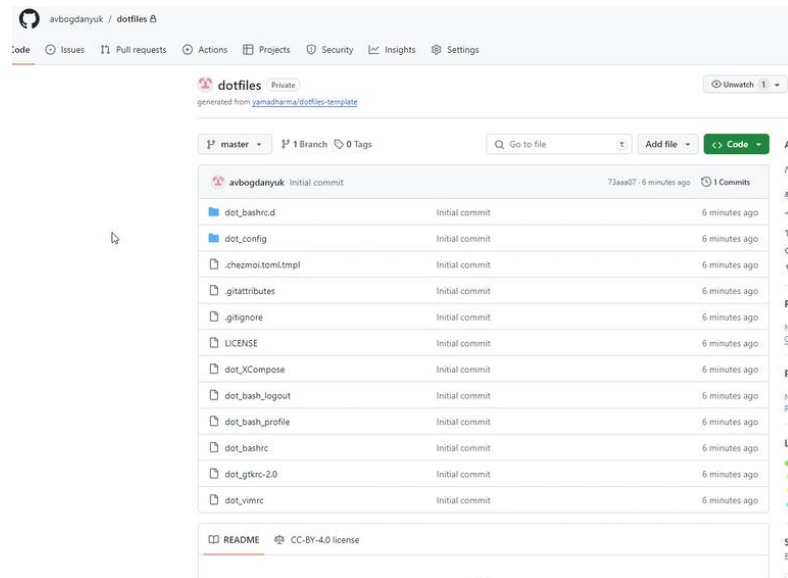 avbogdanyuk / dotfiles
Code Issues Pull requests Actions Projects Security Insights Settings
dotfiles Private
Unwatch 1
generated from yamadharma/dotfiles-template
master 1 Branch 0 Tags Go to file t Add file Code
avbogdanyuk Initial commit 73aaa07 · 6 minutes ago 1 Commits
dot_bashrc.d Initial commit 6 minutes ago
dot_config Initial commit 6 minutes ago
.chezmoi.toml.tmpl Initial commit 6 minutes ago
.gitattributes Initial commit 6 minutes ago
.gitignore Initial commit 6 minutes ago
LICENSE Initial commit 6 minutes ago
dot_XCompose Initial commit 6 minutes ago
dot_bash_logout Initial commit 6 minutes ago
dot_bash_profile Initial commit 6 minutes ago
dot_bashrc Initial commit 6 minutes ago
dot_gtkrc-2.0 Initial commit 6 minutes ago
dot_vimrc Initial commit 6 minutes ago
README CC-BY-4.0 license